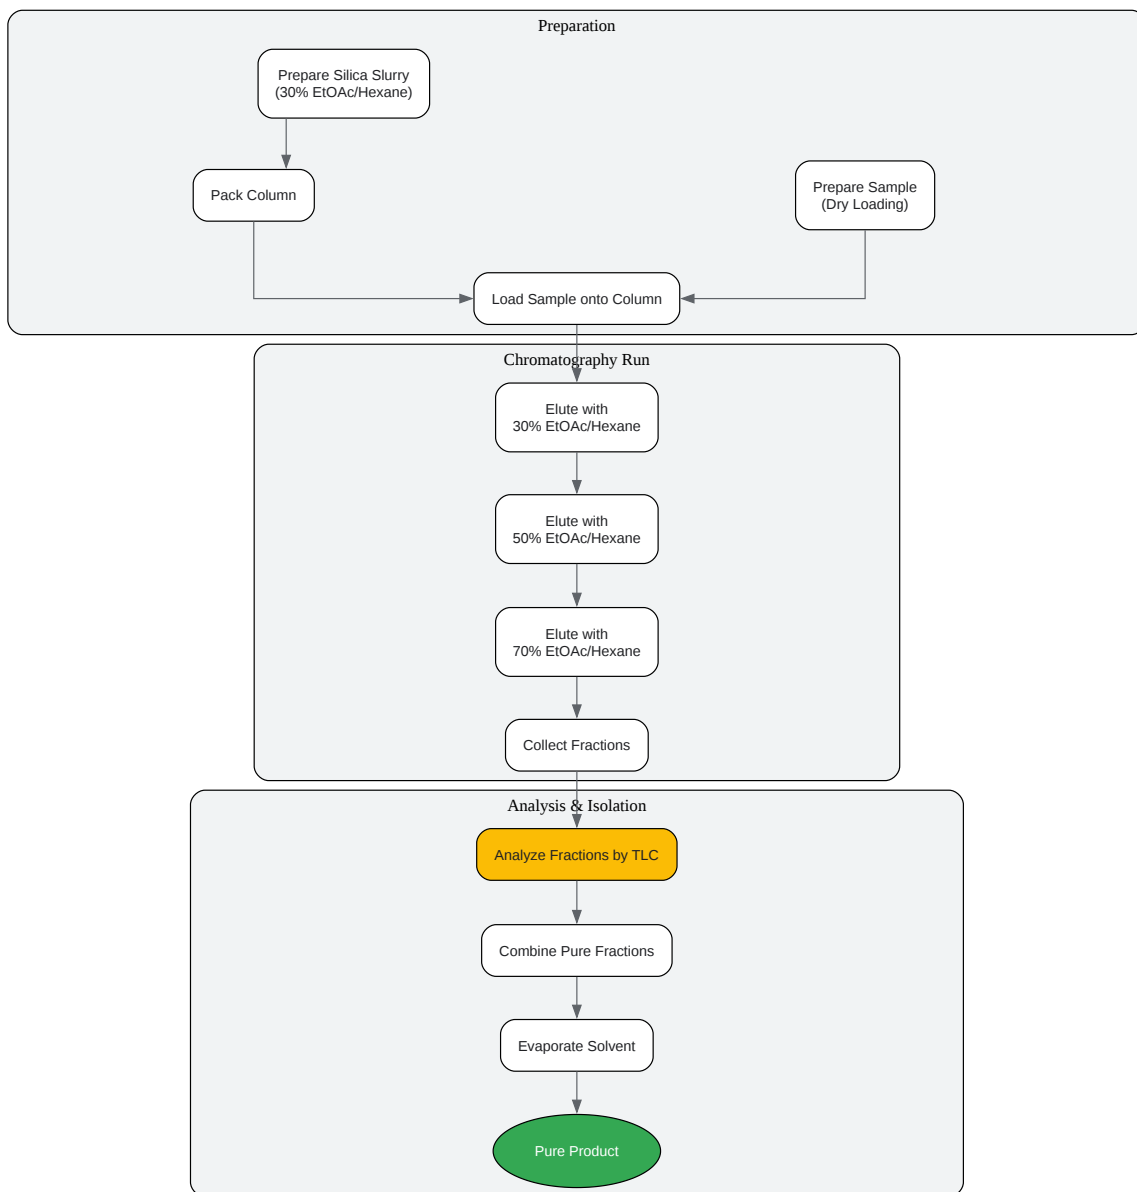 Preparation
Prepare Silica Slurry
(30% EtOAc/Hexane)
Pack Column
Prepare Sample
(Dry Loading)
Load Sample onto Column
Chromatography Run
Elute with
30% EtOAc/Hexane
Elute with
50% EtOAc/Hexane
Elute with
70% EtOAc/Hexane
Collect Fractions
Analysis & Isolation
Analyze Fractions by TLC
Combine Pure Fractions
Evaporate Solvent
Pure Product